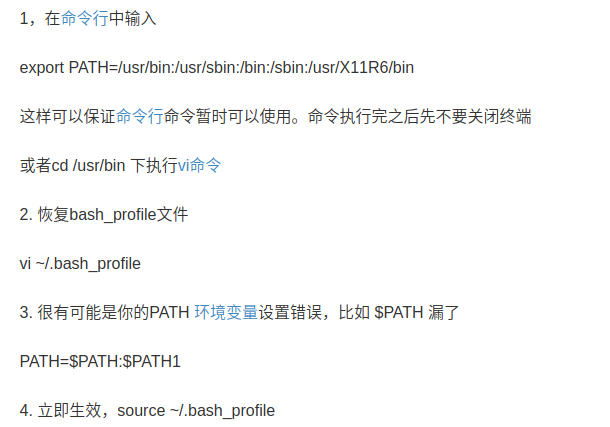 1，在命令行中输入
export PATH=/usr/bin:/usr/sbin:/bin:/sbin:/usr/X11R6/bin
这样可以保证命令行命令暂时可以使用。命令执行完之后先不要关闭终端
或者cd /usr/bin 下执行vi命令
2. 恢复bash_profile文件
vi ~/.bash_profile
3. 很有可能是你的PATH 环境变量设置错误，比如 $PATH 漏了
PATH=$PATH:$PATH1
4. 立即生效，source ~/.bash_profile